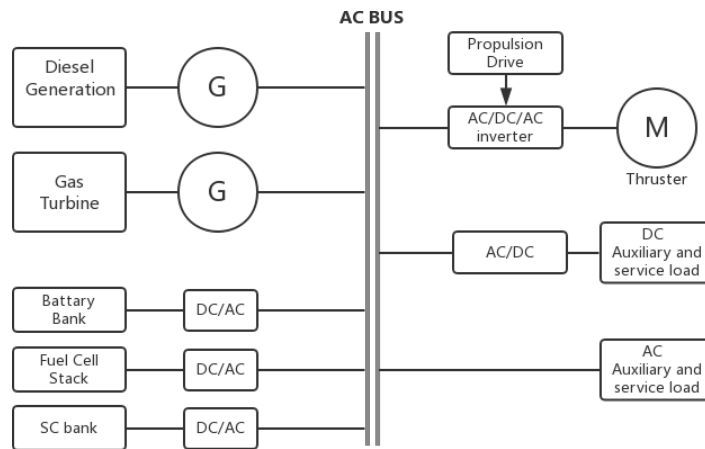 AC BUS
Diesel
Generation
G
Gas
Turbine
G
Battary
Bank
DC/AC
Fuel Cell
Stack
DC/AC
SC bank
DC/AC
Propulsion
Drive
AC/DC/AC
inverter
M
Thruster
AC/DC
DC
Auxiliary and
service load
AC
Auxiliary and
service load